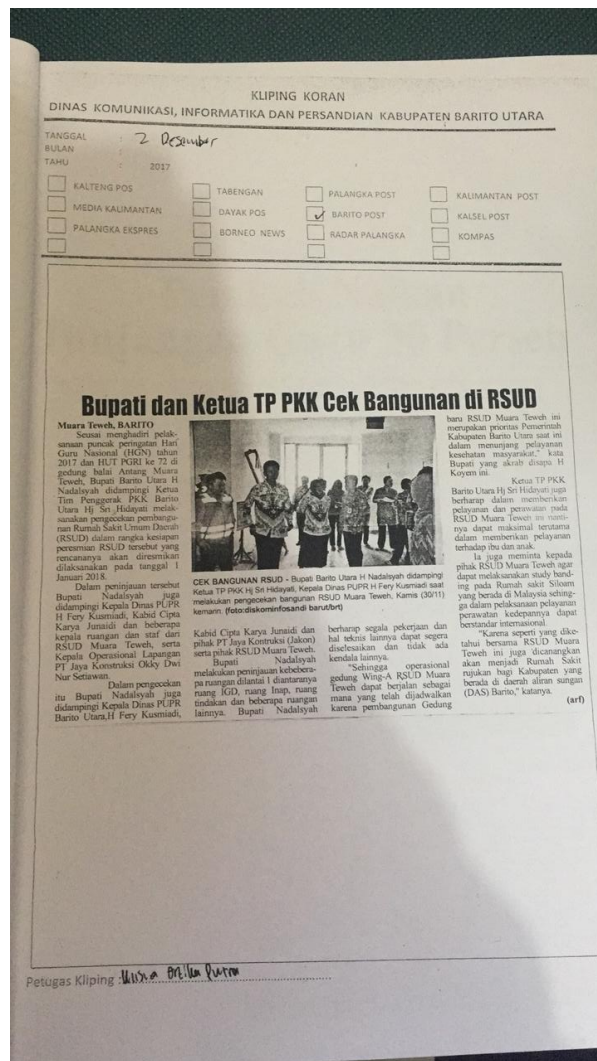 KLIPING KORAN
DINAS KOMUNIKASI, INFORMATIKA DAN PERSANDIAN KABUPATEN BARITO UTARA
TANGGAL : 2 Desember
BULAN :
TAHU : 2017
KALTENG POS
TABENGAN
PALANGKA POST
KALIMANTAN POST
MEDIA KALIMANTAN
DAYAK POS
BARITO POST
KALSEL POST
PALANGKA EKSPRES
BORNEO NEWS
RADAR PALANGKA
KOMPAS
Bupati dan Ketua TP PKK Cek Bangunan di RSUD
Muara Teweh, BARITO
Seusai menghadiri pelak-
sanaan puncak peringatan Hari
Guru Nasional (HGN) tahun
2017 dan HUT PGRI ke 72 di
gedung balai Antang Muara
Teweh, Bupati Barito Utara H
Nadalsyah didampingi Ketua
Tim Penggerak PKK Barito
Utara Hj Sri Hidayati melak-
sanakan pengecekan pembangu-
nan Rumah Sakit Umum Daerah
(RSUD) dalam rangka kesiapan
peresmian RSUD tersebut yang
rencananya akan diresmikan
dilaksanakan pada tanggal 1
Januari 2018.
Dalam peninjauan tersebut
Bupati Nadalsyah juga
didampingi Kepala Dinas PUPR
H Fery Kusmiadi, Kabid Cipta
Karya Junaidi dan beberapa
kepala ruangan dan staf dari
RSUD Muara Teweh, serta
Kepala Operasional Lapangan
PT Jaya Konstruksi Okky Dwi
Nur Setiawan.
Dalam pengecekan
itu Bupati Nadalsyah juga
didampingi Kepala Dinas PUPR
Barito Utara,H Fery Kusmiadi,
CEK BANGUNAN RSUD - Bupati Barito Utara H Nadalsyah didampingi
Ketua TP PKK Hj Sri Hidayati, Kepala Dinas PUPR H Fery Kusmiadi saat
melakukan pengecekan bangunan RSUD Muara Teweh, Kamis (30/11)
kemarin. (foto:diskominfosandi barut/brt)
Kabid Cipta Karya Junaidi dan
pihak PT Jaya Kontruksi (Jakon)
serta pihak RSUD Muara Teweh.
Bupati Nadalsyah
melakukan peninjauan kebebera-
pa ruangan dilantai 1 diantaranya
ruang IGD, ruang Inap, ruang
tindakan dan beberapa ruangan
lainnya. Bupati Nadalsyah
berharap segala pekerjaan dan
hal teknis lainnya dapat segera
diselesaikan dan tidak ada
kendala lainnya.
"Sehingga operasional
gedung Wing-A RSUD Muara
Teweh dapat berjalan sebagai
mana yang telah dijadwalkan
karena pembangunan Gedung
baru RSUD Muara Teweh ini
merupakan prioritas Pemerintah
Kabupaten Barito Utara saat ini
dalam menunjang pelayanan
kesehatan masyarakat," kata
Bupati yang akrab disapa H
Koyem ini.
Ketua TP PKK
Barito Utara Hj Sri Hidayati juga
berharap dalam memberikan
pelayanan dan perawatan pada
RSUD Muara Teweh ini nanti-
nya dapat maksimal terutama
dalam memberikan pelayanan
terhadap ibu dan anak.
Ia juga meminta kepada
pihak RSUD Muara Teweh agar
dapat melaksanakan study band-
ing pada Rumah sakit Siloam
yang berada di Malaysia sehing-
ga dalam pelaksanaan pelayanan
perawatan kedepannya dapat
berstandar internasional.
"Karena seperti yang dike-
tahui bersama RSUD Muara
Teweh ini juga dicanangkan
akan menjadi Rumah Sakit
rujukan bagi Kabupaten yang
berada di daerah aliran sungan
(DAS) Barito," katanya.
(arf)
Petugas Kliping :